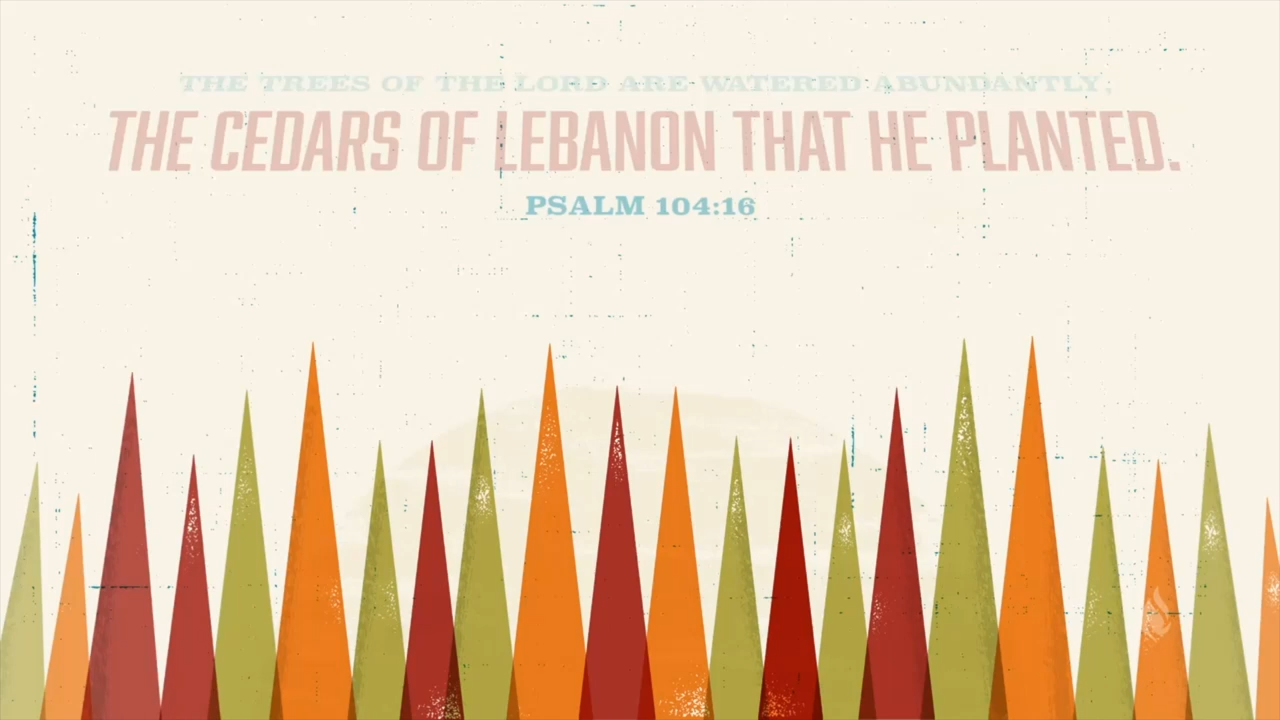 THE TREES OF THE LORD ARE WATERED ABUNDANTLY;
THE CEDARS OF LEBANON THAT HE PLANTED.
PSALM 104:16